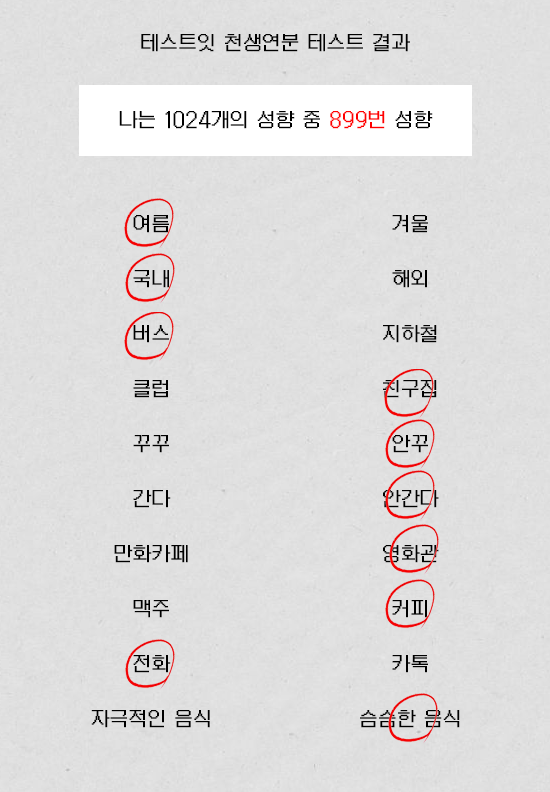 테스트잇 천생연분 테스트 결과
나는 1024개의 성향 중 899번 성향
여름 겨울
국내 해외
버스 지하철
클럽 친구집
꾸꾸 안꾸
간다 안간다
만화카페 영화관
맥주 커피
전화 카톡
자극적인 음식 슴슴한 음식